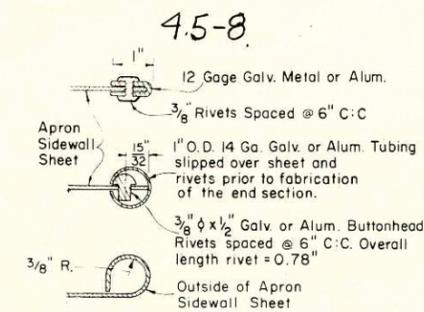 4.5-8
1"
12 Gage Galv. Metal or Alum.
3/8" Rivets Spaced @ 6" C:C
Apron
Sidewall
Sheet
15"
32
1" O.D. 14 Ga. Galv. or Alum. Tubing
slipped over sheet and
rivets prior to fabrication
of the end section.
3/8" ϕ x 1/2" Galv. or Alum. Buttonhead
Rivets spaced @ 6" C:C. Overall
length rivet = 0.78"
3/8" R.
Outside of Apron
Sidewall Sheet